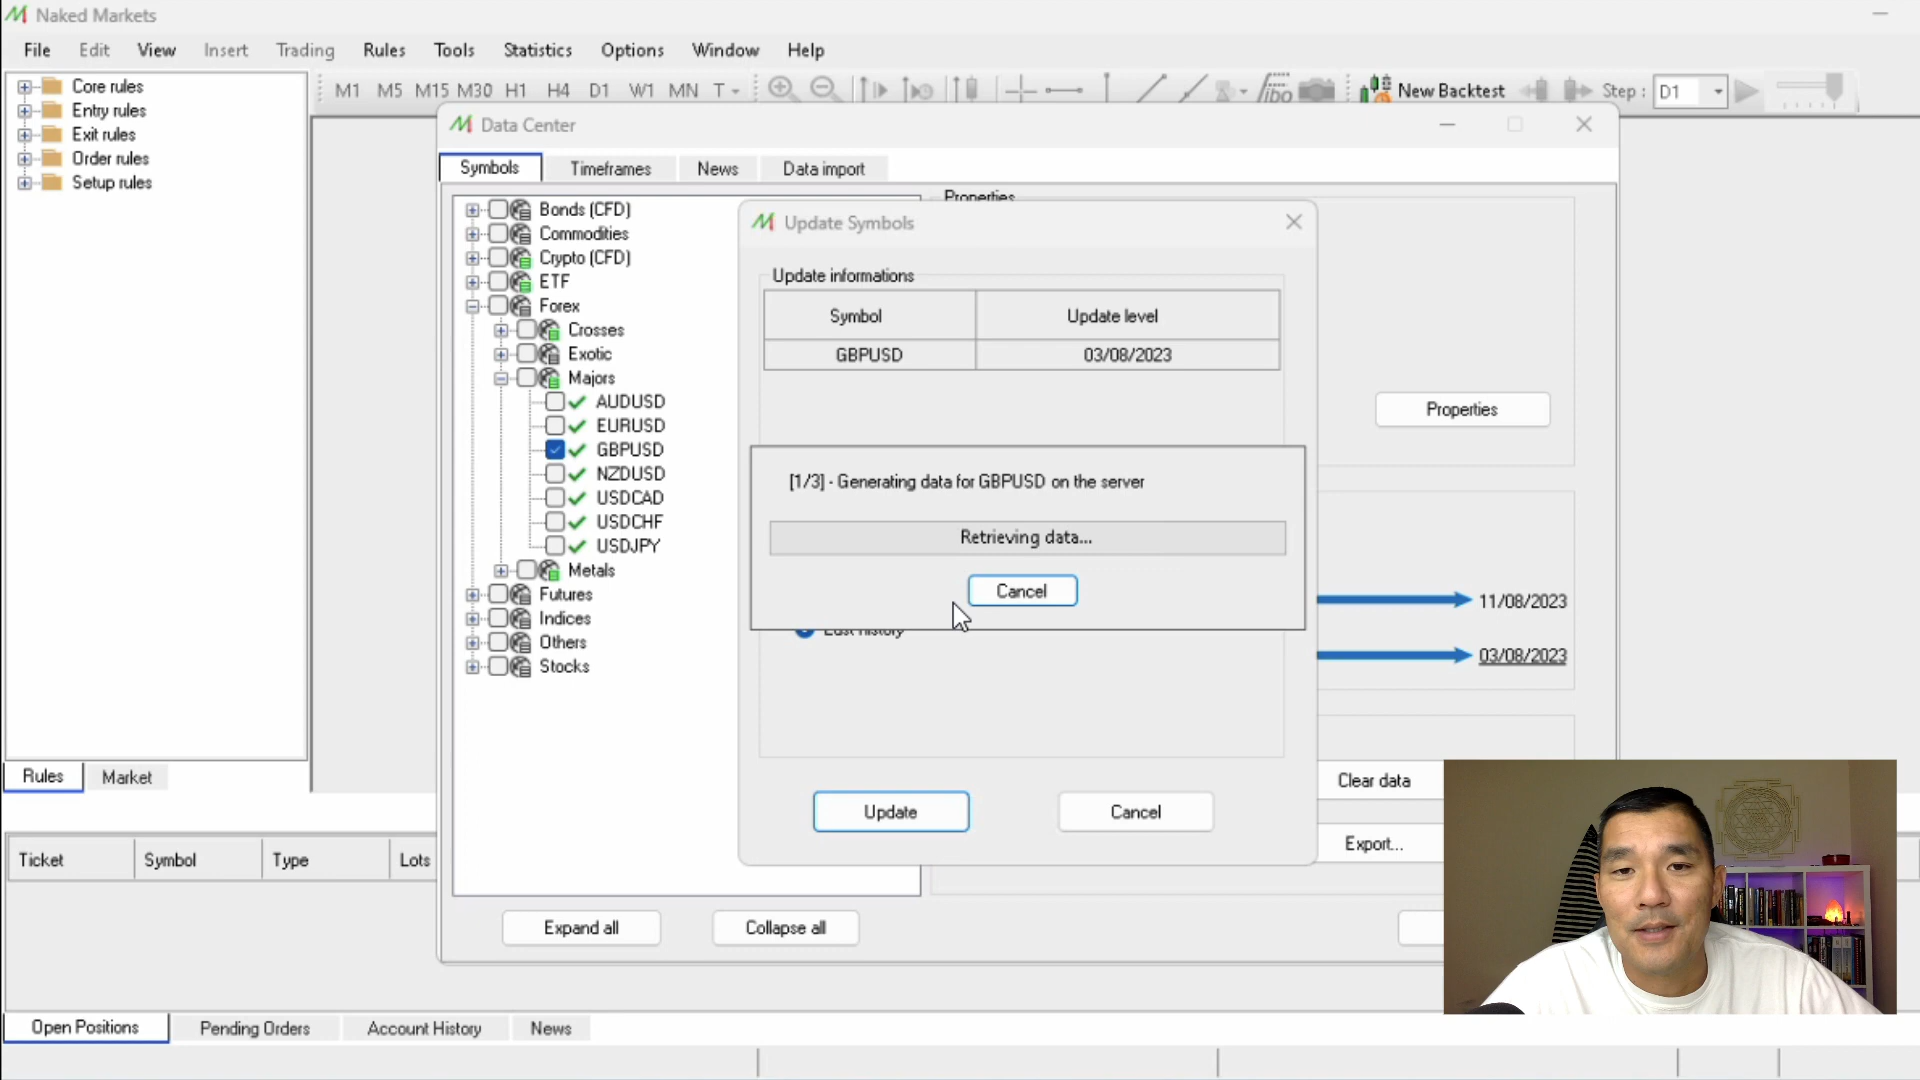 Naked Markets
File Edit View Insert Trading Rules Tools Statistics Options Window Help
Core rules
Entry rules
Exit rules
Order rules
Setup rules
M1 M5 M15 M30 H1 H4 D1 W1 MN T
New Backtest
Step :
D1
Data Center
Symbols Timeframes News Data import
Bonds (CFD)
Commodities
Crypto (CFD)
ETF
Forex
Crosses
Exotic
Majors
AUDUSD
EURUSD
GBPUSD
NZDUSD
USDCAD
USDCHF
USDJPY
Metals
Futures
Indices
Others
Stocks
Expand all
Collapse all
Properties
Properties
11/08/2023
03/08/2023
Clear data
Export...
Update Symbols
Update informations
Symbol Update level
GBPUSD 03/08/2023
[1/3] - Generating data for GBPUSD on the server
Retrieving data...
Cancel
Last history
Update
Cancel
Rules Market
Ticket Symbol Type Lots
Open Positions Pending Orders Account History News